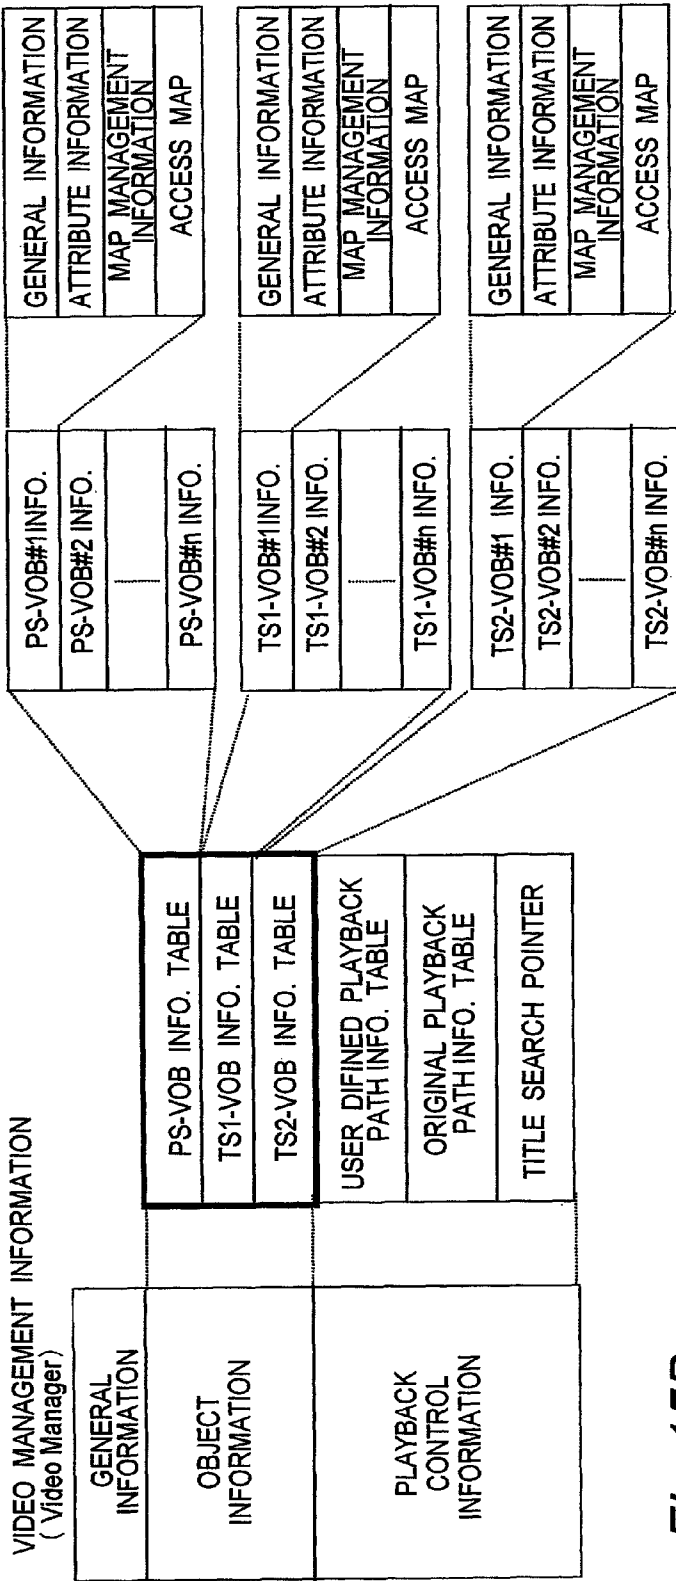 VIDEO MANAGEMENT INFORMATION
( Video Manager)
GENERAL
INFORMATION
OBJECT
INFORMATION
PLAYBACK
CONTROL
INFORMATION
PS-VOB INFO. TABLE
TS1-VOB INFO. TABLE
TS2-VOB INFO. TABLE
USER DIFINED PLAYBACK
PATH INFO. TABLE
ORIGINAL PLAYBACK
PATH INFO. TABLE
TITLE SEARCH POINTER
PS-VOB#1INFO.
PS-VOB#2 INFO.
PS-VOB#n INFO.
TS1-VOB#1INFO.
TS1-VOB#2 INFO.
TS1-VOB#n INFO.
TS2-VOB#1 INFO.
TS2-VOB#2 INFO.
TS2-VOB#n INFO.
GENERAL INFORMATION
ATTRIBUTE INFORMATION
MAP MANAGEMENT
INFORMATION
ACCESS MAP
GENERAL INFORMATION
ATTRIBUTE INFORMATION
MAP MANAGEMENT
INFORMATION
ACCESS MAP
GENERAL INFORMATION
ATTRIBUTE INFORMATION
MAP MANAGEMENT
INFORMATION
ACCESS MAP